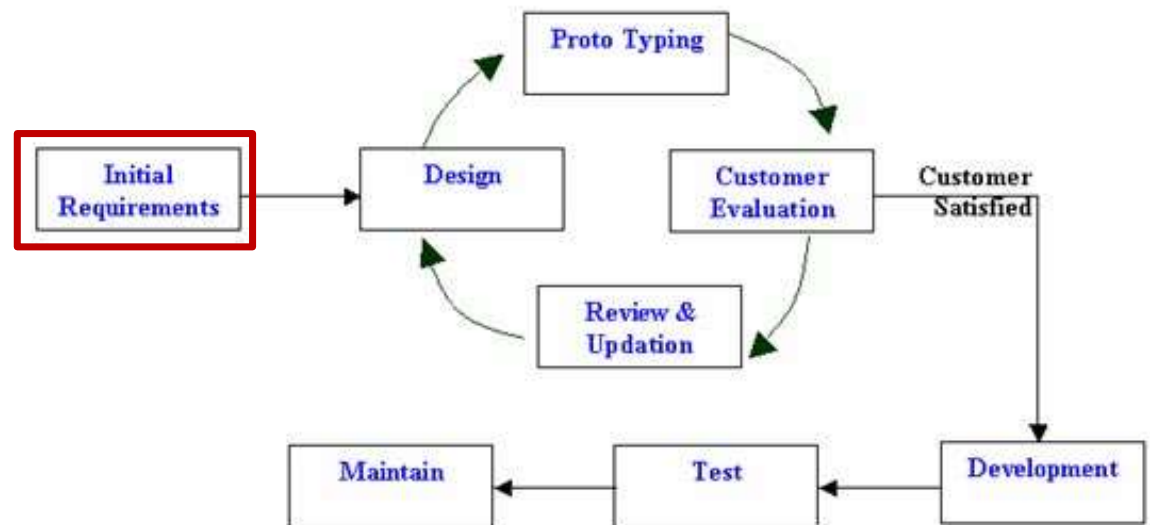 Proto Typing
Initial
Requirements
Design
Customer
Evaluation
Customer
Satisfied
Review &
Updation
Maintain
Test
Development